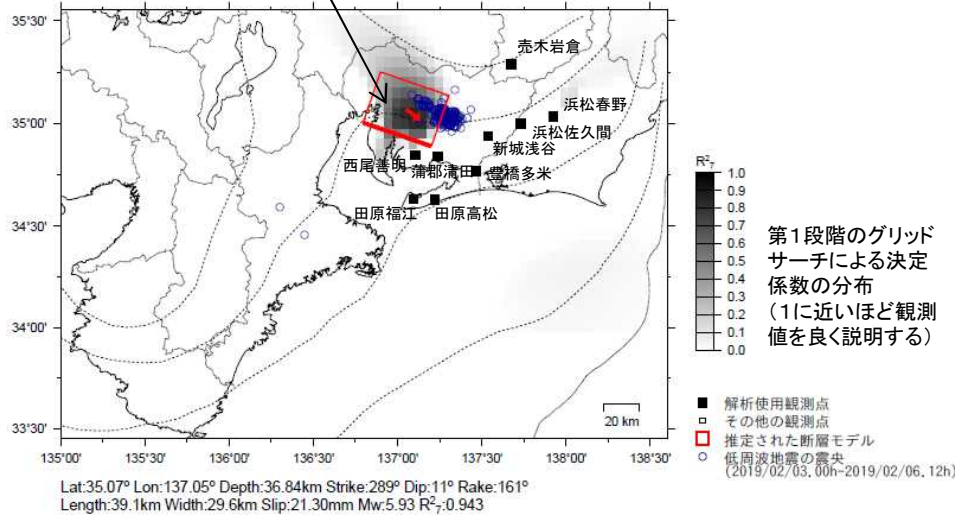 35'30"
35°00'
34'30"
34°00'
33'30"
135°00'
135'30"
136°00'
136'30"
137°00'
137'30"
138°00'
138'30"
売木岩倉
浜松春野
浜松佐久間
新城浅谷
西尾善明
蒲郡清田
豊橋多米
田原福江
田原高松
20 km
R²₇
1.0
0.9
0.8
0.7
0.6
0.5
0.4
0.3
0.2
0.1
0.0
第1段階のグリッド
サーチによる決定
係数の分布
(1に近いほど観測
値を良く説明する)
解析使用観測点
その他の観測点
推定された断層モデル
低周波地震の震央
(2019/02/03.00h-2019/02/06.12h)
Lat:35.07° Lon:137.05° Depth:36.84km Strike:289° Dip:11° Rake:161°
Length:39.1km Width:29.6km Slip:21.30mm Mw:5.93 R²₇:0.943